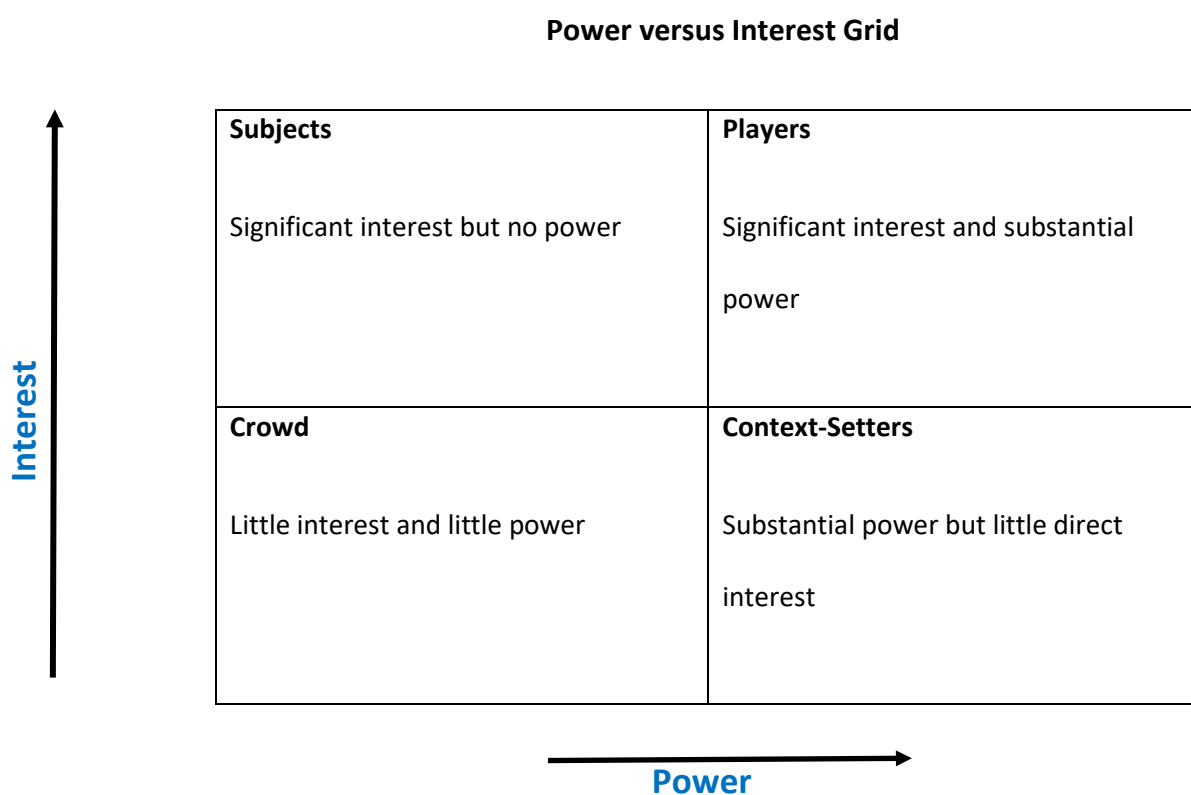 Power versus Interest Grid
Subjects
Significant interest but no power
Players
Significant interest and substantial
power
Interest
Crowd
Little interest and little power
Context-Setters
Substantial power but little direct
interest
Power